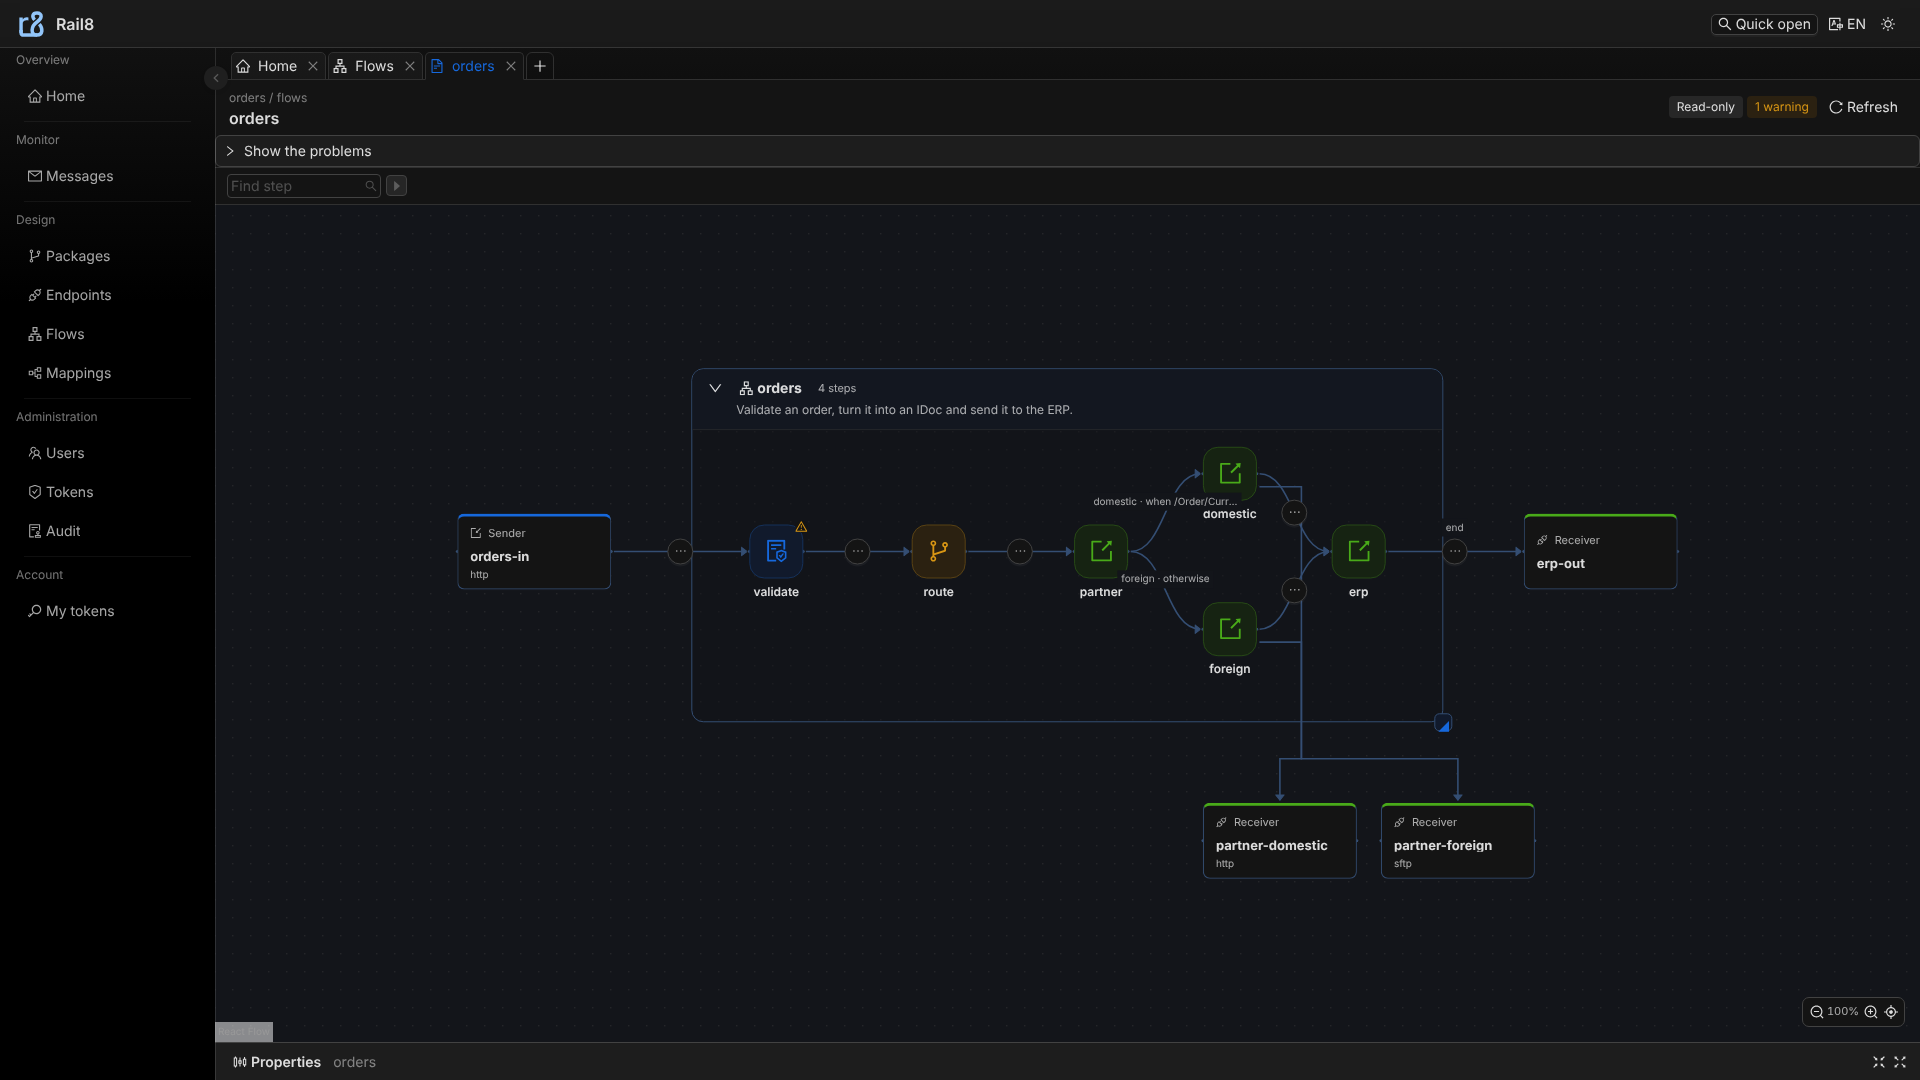 Rail8
Quick open
EN
Overview
Home
Monitor
Messages
Design
Packages
Endpoints
Flows
Mappings
Administration
Users
Tokens
Audit
Account
My tokens
Home
Flows
orders
orders / flows
orders
Read-only
1 warning
Refresh
Show the problems
Find step
orders
4 steps
Validate an order, turn it into an IDoc and send it to the ERP.
Sender
orders-in
http
validate
route
partner
domestic · when /Order/Curr...
domestic
foreign · otherwise
foreign
erp
end
Receiver
erp-out
Receiver
partner-domestic
http
Receiver
partner-foreign
sftp
100%
React Flow
Properties
orders